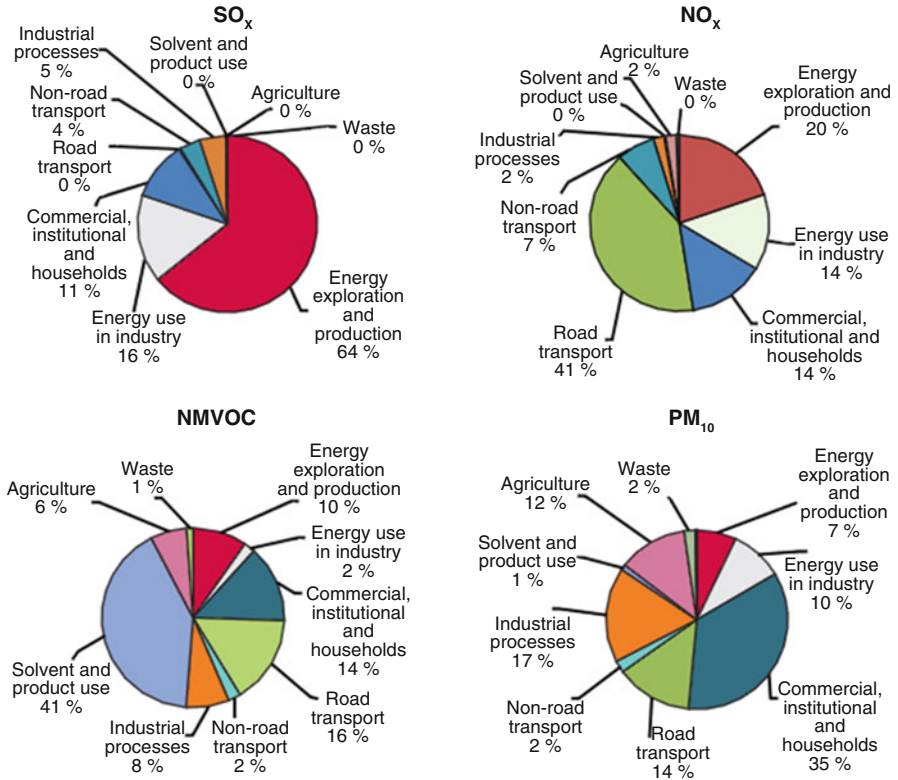 SOX
Industrial
processes
5 %
Solvent and
product use
0 %
Agriculture
0 %
Waste
0 %
Non-road
transport
4 %
Road
transport
0 %
Commercial,
institutional
and
households
11 %
Energy use
in industry
16 %
Energy
exploration
and
production
64 %
NOX
Agriculture
2 %
Solvent and
product use
0 %
Waste
0 %
Energy
exploration and
production
20 %
Industrial
processes
2 %
Non-road
transport
7 %
Energy use
in industry
14 %
Road
transport
41 %
Commercial,
institutional and
households
14 %
NMVOC
Waste
1 %
Agriculture
6 %
Energy
exploration
and production
10 %
Energy use
in industry
2 %
Commercial,
institutional
and
households
14 %
Solvent and
product use
41 %
Industrial
processes
8 %
Non-road
transport
2 %
Road
transport
16 %
PM10
Waste
2 %
Agriculture
12 %
Energy
exploration
and
production
7 %
Solvent and
product use
1 %
Energy use
in industry
10 %
Industrial
processes
17 %
Non-road
transport
2 %
Road
transport
14 %
Commercial,
institutional
and
households
35 %